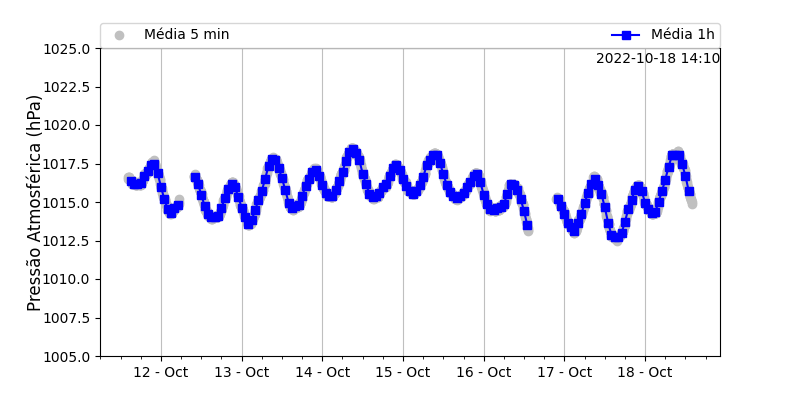 Média 5 min
Média 1h
2022-10-18 14:10
Pressão Atmosférica (hPa)
1025.0
1022.5
1020.0
1017.5
1015.0
1012.5
1010.0
1007.5
1005.0
12 - Oct
13 - Oct
14 - Oct
15 - Oct
16 - Oct
17 - Oct
18 - Oct